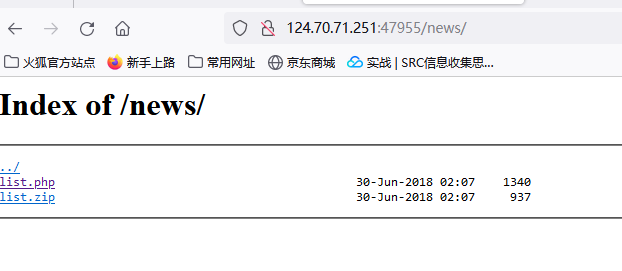 124.70.71.251:47955/news/
火狐官方站点 新手上路 常用网址 京东商城 实战 | SRC信息收集思...
Index of /news/
../
list.php 30-Jun-2018 02:07 1340
list.zip 30-Jun-2018 02:07 937